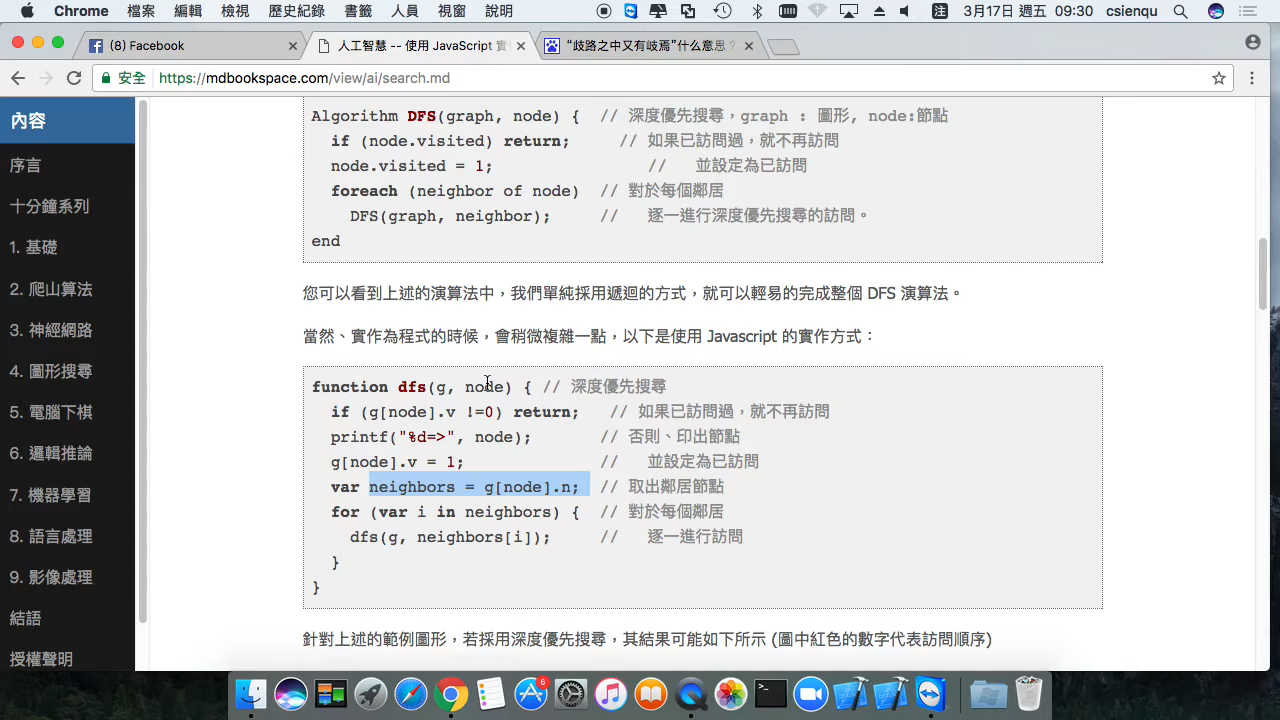 Chrome 檔案 編輯 檢視 歷史紀錄 書籤 人員 視窗 說明 注 3月17日 週五 09:30 csienqu
(8) Facebook 人工智慧 -- 使用 JavaScript 實 “歧路之中又有岐焉”什么意思？
安全 https://mdbookspace.com/view/ai/search.md
內容
序言
十分鐘系列
1. 基礎
2. 爬山算法
3. 神經網路
4. 圖形搜尋
5. 電腦下棋
6. 邏輯推論
7. 機器學習
8. 語言處理
9. 影像處理
結語
授權聲明
Algorithm DFS(graph, node) { // 深度優先搜尋，graph : 圖形, node:節點
if (node.visited) return; // 如果已訪問過，就不再訪問
node.visited = 1; // 並設定為已訪問
foreach (neighbor of node) // 對於每個鄰居
DFS(graph, neighbor); // 逐一進行深度優先搜尋的訪問。
end
您可以看到上述的演算法中，我們單純採用遞迴的方式，就可以輕易的完成整個 DFS 演算法。
當然、實作為程式的時候，會稍微複雜一點，以下是使用 Javascript 的實作方式：
function dfs(g, node) { // 深度優先搜尋
if (g[node].v !=0) return; // 如果已訪問過，就不再訪問
printf("%d=>", node); // 否則、印出節點
g[node].v = 1; // 並設定為已訪問
var neighbors = g[node].n; // 取出鄰居節點
for (var i in neighbors) { // 對於每個鄰居
dfs(g, neighbors[i]); // 逐一進行訪問
}
}
針對上述的範例圖形，若採用深度優先搜尋，其結果可能如下所示 (圖中紅色的數字代表訪問順序)
6